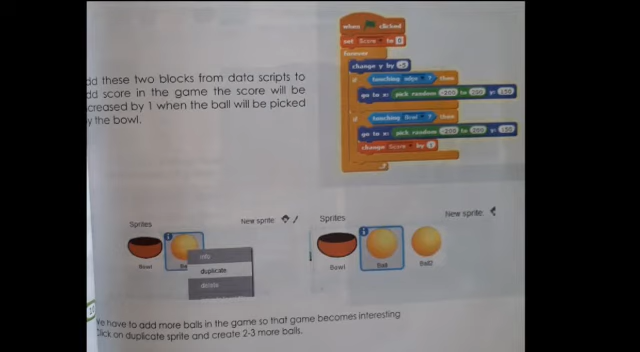 when clicked
set Score to 0
forever
change y by -5
if touching edge ? then
go to x: pick random -200 to 200 y: 150
if touching Bowl ? then
go to x: pick random -200 to 200 y: 150
change Score by 1
dd these two blocks from data scripts to
dd score in the game the score will be
creased by 1 when the ball will be picked
y the bowl.
Sprites New sprite
Bowl
info
duplicate
delete
Sprites New sprite
Bowl Ball Ball2
We have to add more balls in the game so that game becomes interesting
Click on duplicate sprite and create 2-3 more balls.